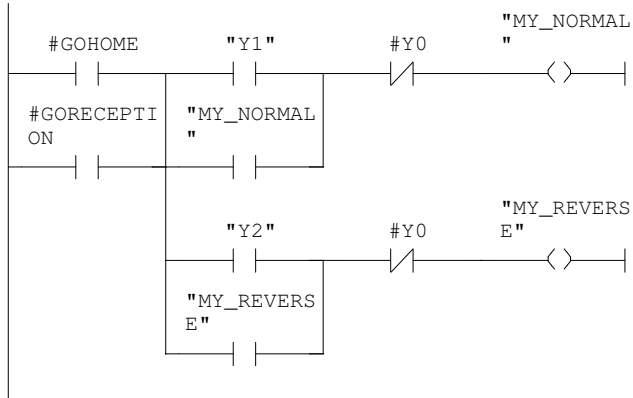 "MY_NORMAL
#GOHOME "Y1" #Y0 "
#GORECEPTI "MY_NORMAL
ON "
"MY_REVERS
"Y2" #Y0 E"
"MY_REVERS
E"